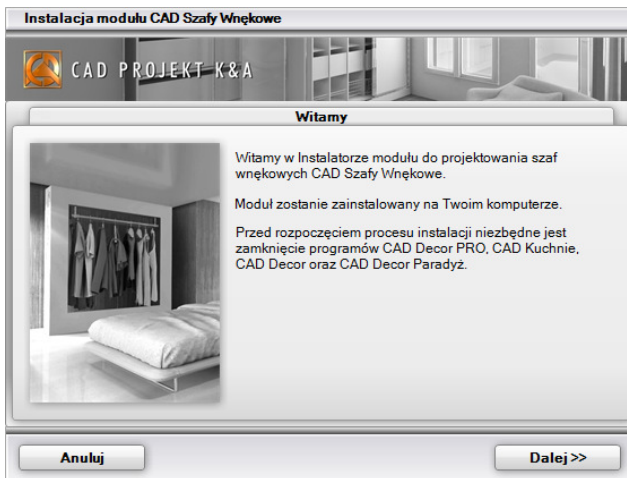 Instalacja modułu CAD Szafy Wnękowe
CAD PROJEKT K&A
Witamy
Witamy w Instalatorze modułu do projektowania szaf
wnękowych CAD Szafy Wnękowe.
Moduł zostanie zainstalowany na Twoim komputerze.
Przed rozpoczęciem procesu instalacji niezbędne jest
zamknięcie programów CAD Decor PRO, CAD Kuchnie,
CAD Decor oraz CAD Decor Paradyż.
Anuluj
Dalej >>